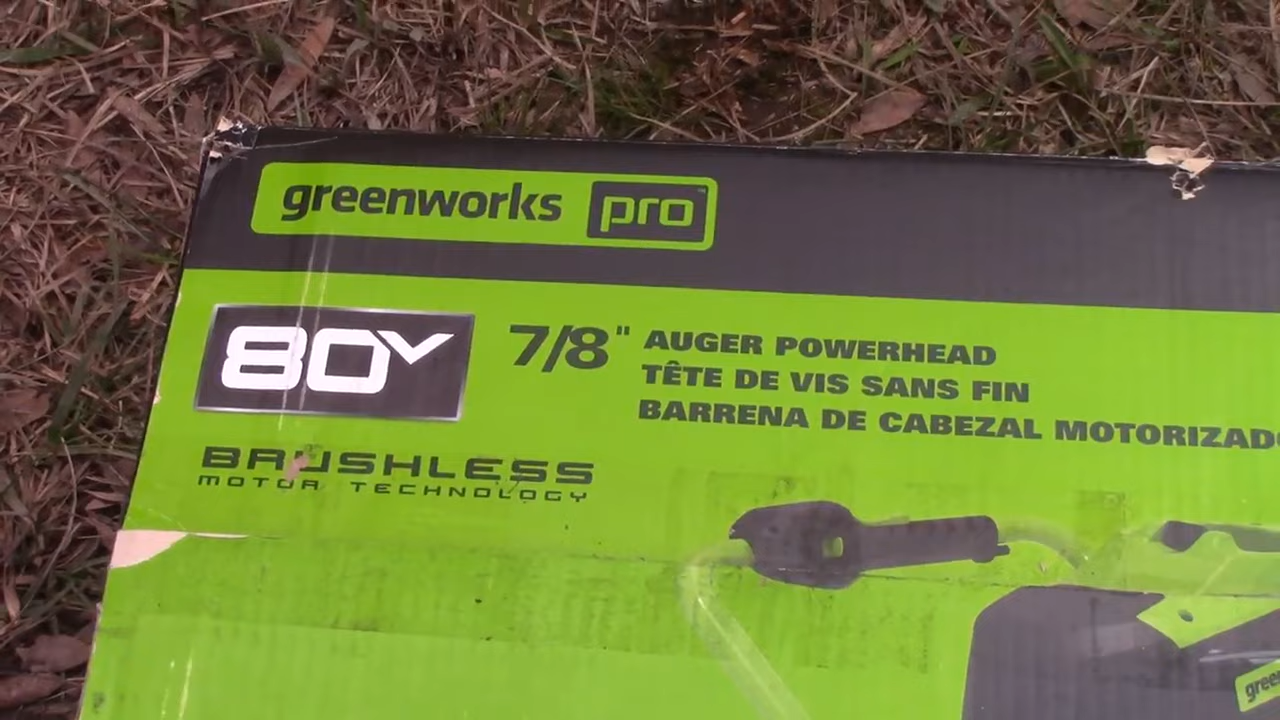 greenworks pro
80V
7/8" AUGER POWERHEAD
TÊTE DE VIS SANS FIN
BARRENA DE CABEZAL MOTORIZADO
BRUSHLESS
MOTOR TECHNOLOGY
gree